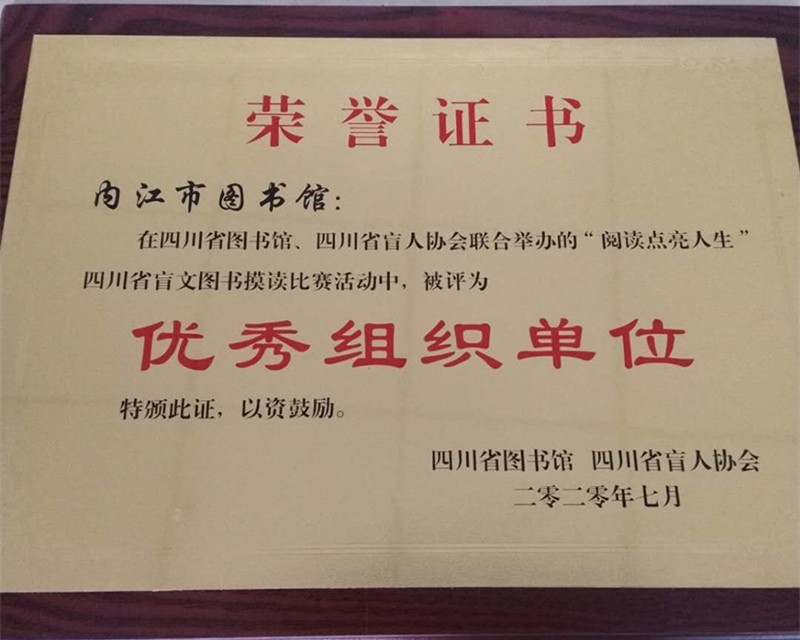 荣誉证书
内江市图书馆：
在四川省图书馆、四川省盲人协会联合举办的“阅读点亮人生”
四川省盲文图书摸读比赛活动中，被评为
优秀组织单位
特颁此证，以资鼓励。
四川省图书馆 四川省盲人协会
二零二零年七月